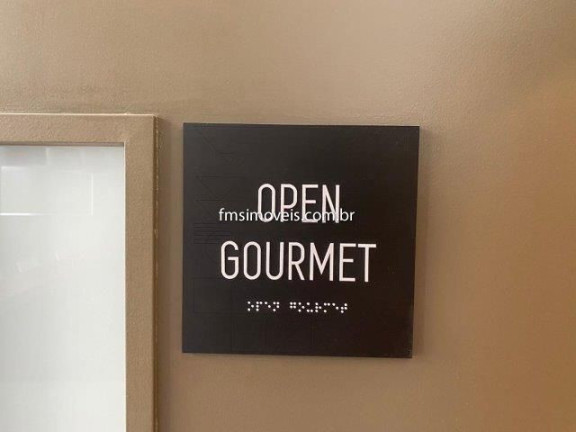 OPEN
fmsimoveis.com.br
GOURMET
⠕⠏⠑⠝ ⠛⠕⠥⠗⠍⠑⠞